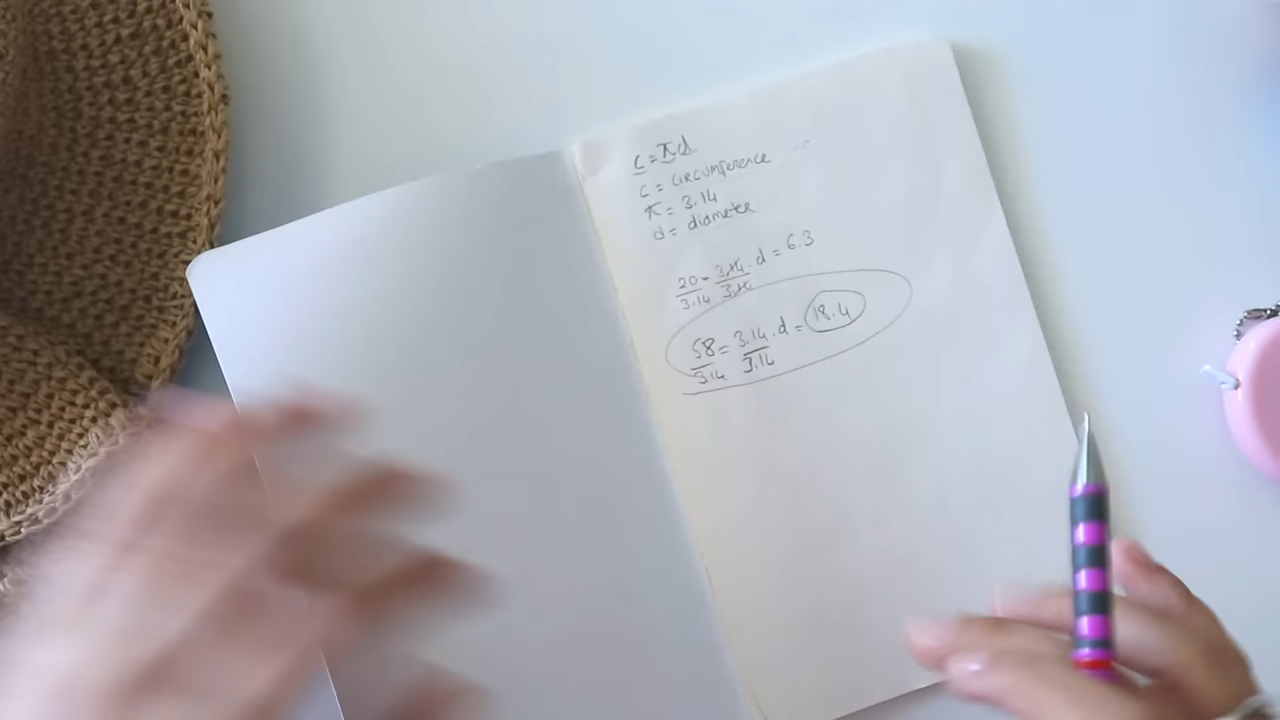 C = πd
C = CIRCUMFERENCE
π = 3.14
d = diameter
20/3.14 = 3.14/3.14 . d = 6.3
58/3.14 = 3.14/3.14 . d = 18.4